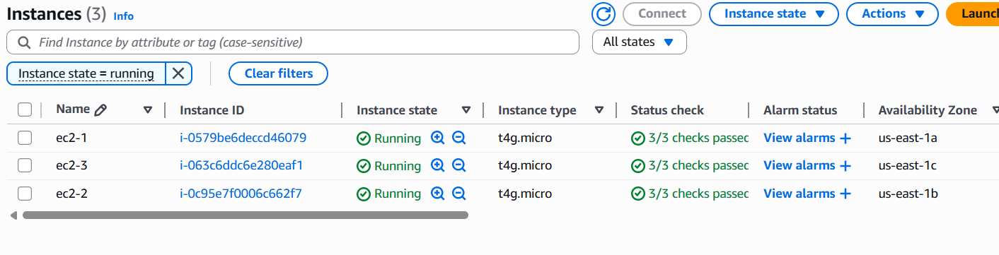 Instances (3) Info Connect Instance state Actions Launch
Find Instance by attribute or tag (case-sensitive) All states
Instance state = running Clear filters
Name Instance ID Instance state Instance type Status check Alarm status Availability Zone
ec2-1 i-0579be6deccd46079 Running t4g.micro 3/3 checks passed View alarms + us-east-1a
ec2-3 i-063c6ddc6e280eaf1 Running t4g.micro 3/3 checks passed View alarms + us-east-1c
ec2-2 i-0c95e7f0006c662f7 Running t4g.micro 3/3 checks passed View alarms + us-east-1b